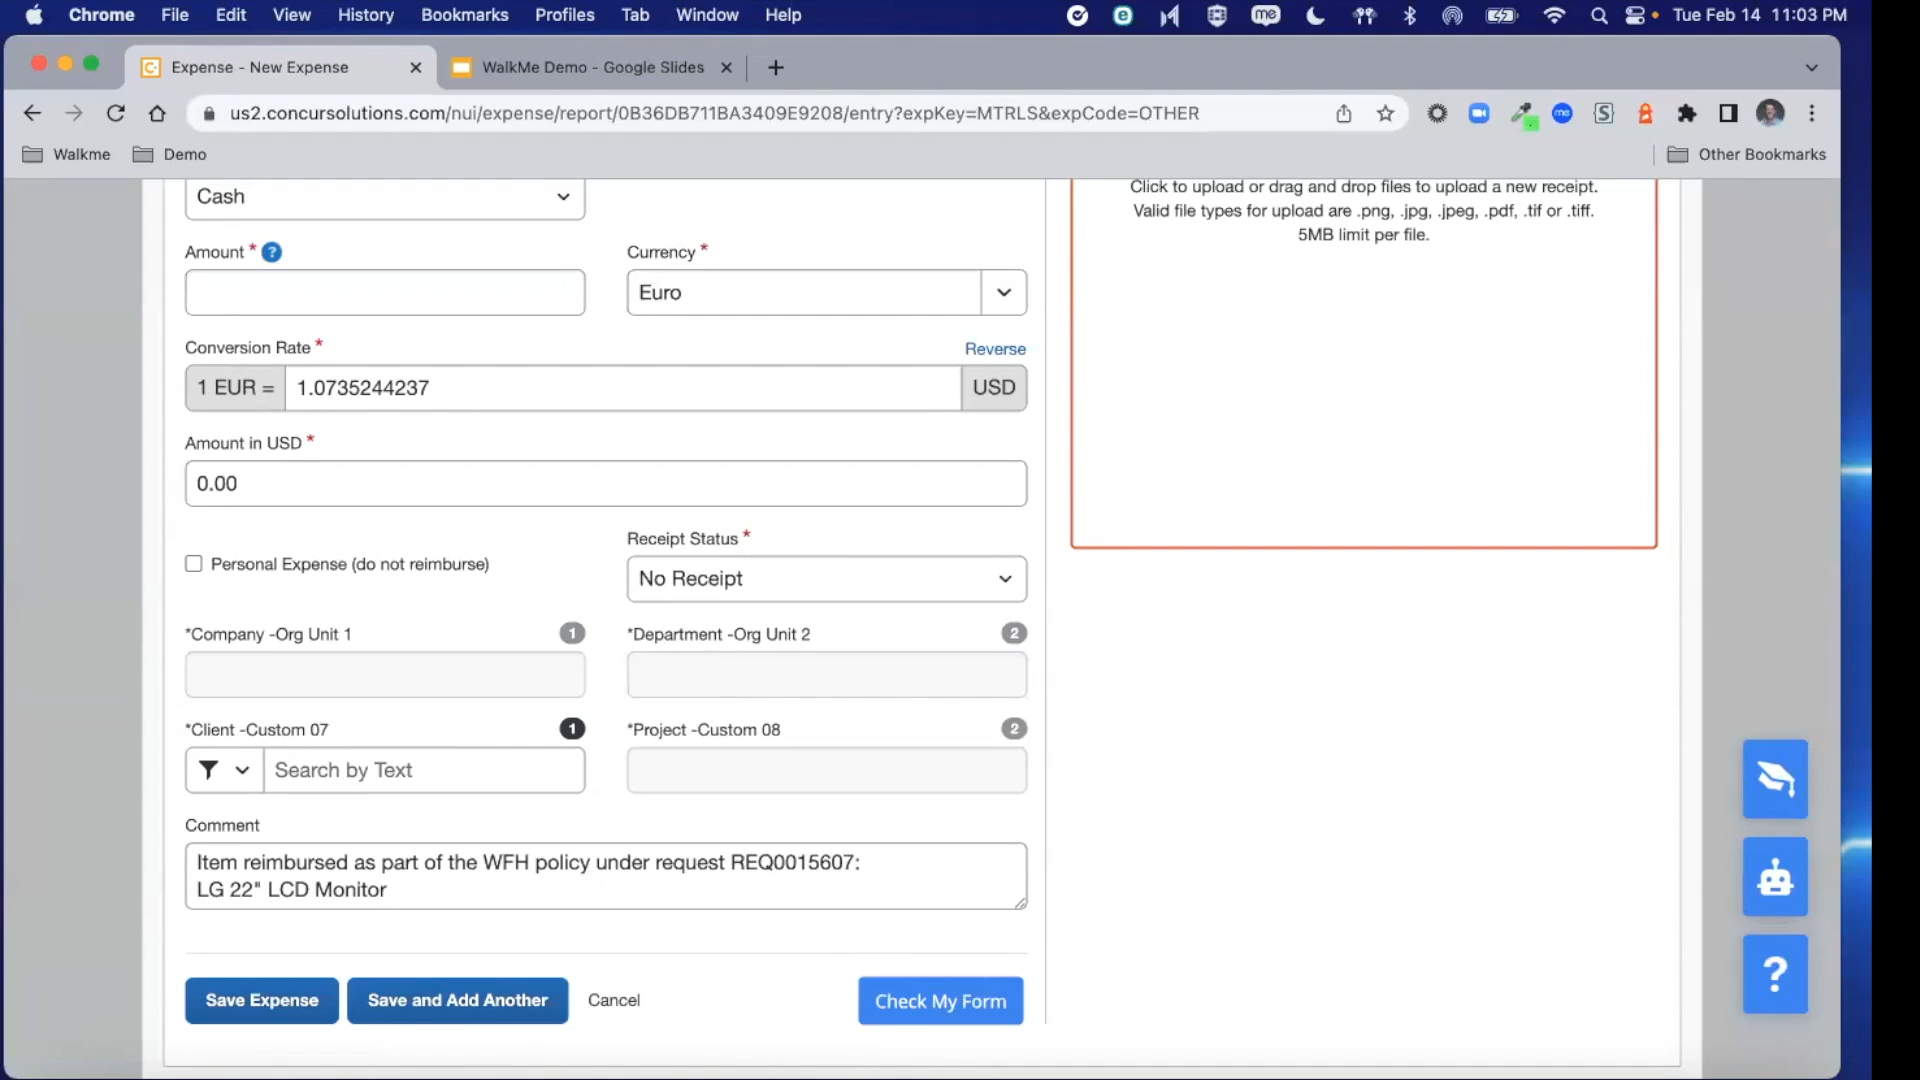 Chrome File Edit View History Bookmarks Profiles Tab Window Help
me
Tue Feb 14 11:03 PM
Expense - New Expense
WalkMe Demo - Google Slides
us2.concursolutions.com/nui/expense/report/0B36DB711BA3409E9208/entry?expKey=MTRLS&expCode=OTHER
me
Walkme
Demo
Other Bookmarks
Cash
Click to upload or drag and drop files to upload a new receipt.
Valid file types for upload are .png, .jpg, .jpeg, .pdf, .tif or .tiff.
5MB limit per file.
Amount * ?
Currency *
Euro
Conversion Rate *
Reverse
1 EUR =
1.0735244237
USD
Amount in USD *
0.00
Personal Expense (do not reimburse)
Receipt Status *
No Receipt
*Company -Org Unit 1
1
*Department -Org Unit 2
2
*Client -Custom 07
1
*Project -Custom 08
2
Search by Text
Comment
Item reimbursed as part of the WFH policy under request REQ0015607:
LG 22" LCD Monitor
Save Expense
Save and Add Another
Cancel
Check My Form
?